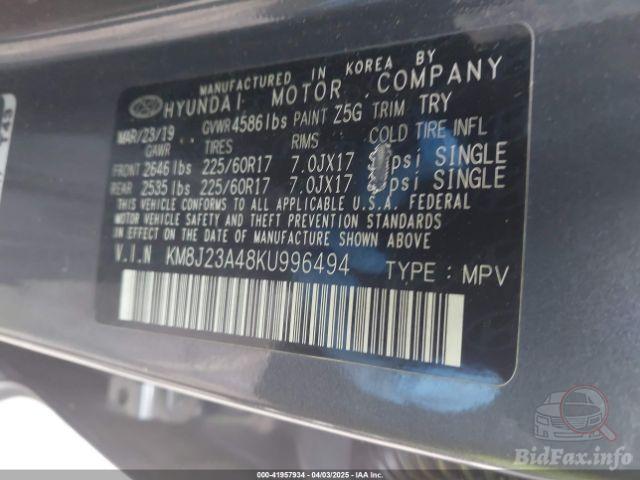 MANUFACTURED IN KOREA BY
HYUNDAI MOTOR COMPANY
MAR/23/19 GVWR 4586 lbs PAINT Z5G TRIM TRY
GAWR TIRES RIMS COLD TIRE INFL
FRONT 2646 lbs 225/60R17 7.0JX17 psi SINGLE
REAR 2535 lbs 225/60R17 7.0JX17 psi SINGLE
THIS VEHICLE CONFORMS TO ALL APPLICABLE U.S.A. FEDERAL
MOTOR VEHICLE SAFETY AND THEFT PREVENTION STANDARDS
IN EFFECT ON THE DATE OF MANUFACTURE SHOWN ABOVE
V.I.N KM8J23A48KU996494 TYPE : MPV
Y43
000-41957934 - 04/03/2025 - IAAI, Inc.
BidFax.info